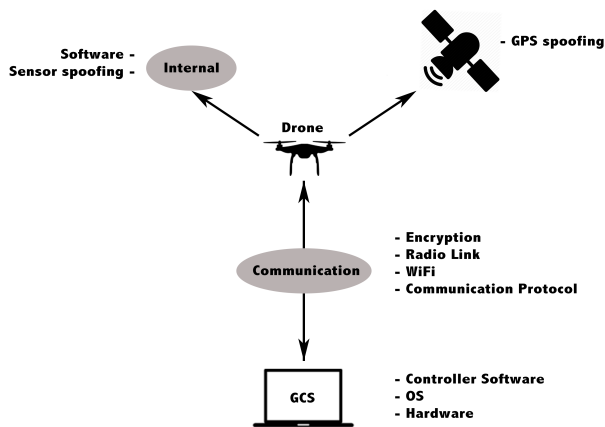 Software -
Sensor spoofing -
Internal
- GPS spoofing
Drone
Communication
- Encryption
- Radio Link
- WiFi
- Communication Protocol
GCS
- Controller Software
- OS
- Hardware